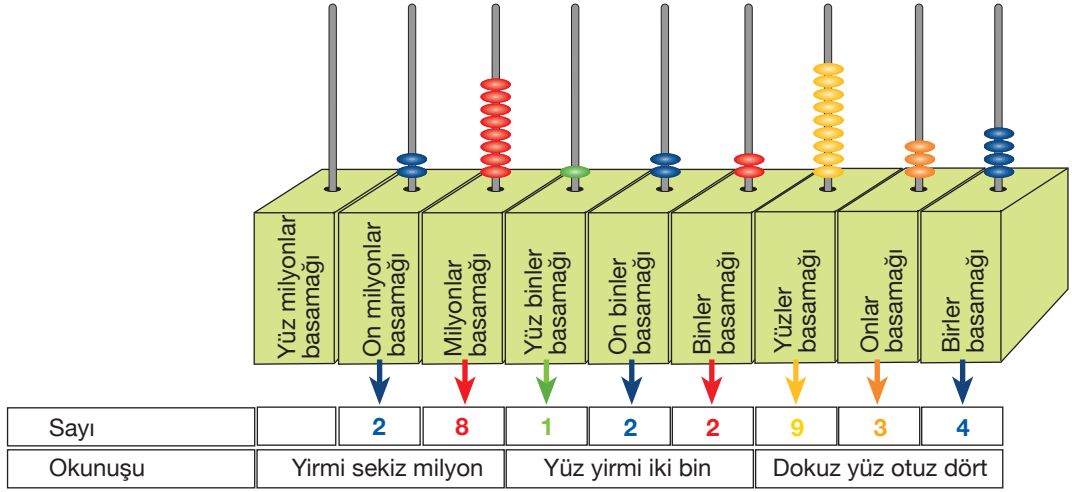 Yüz milyonlar
basamağı
On milyonlar
basamağı
Milyonlar
basamağı
Yüz binler
basamağı
On binler
basamağı
Binler
basamağı
Yüzler
basamağı
Onlar
basamağı
Birler
basamağı
Sayı 2 8 1 2 2 9 3 4
Okunuşu Yirmi sekiz milyon Yüz yirmi iki bin Dokuz yüz otuz dört